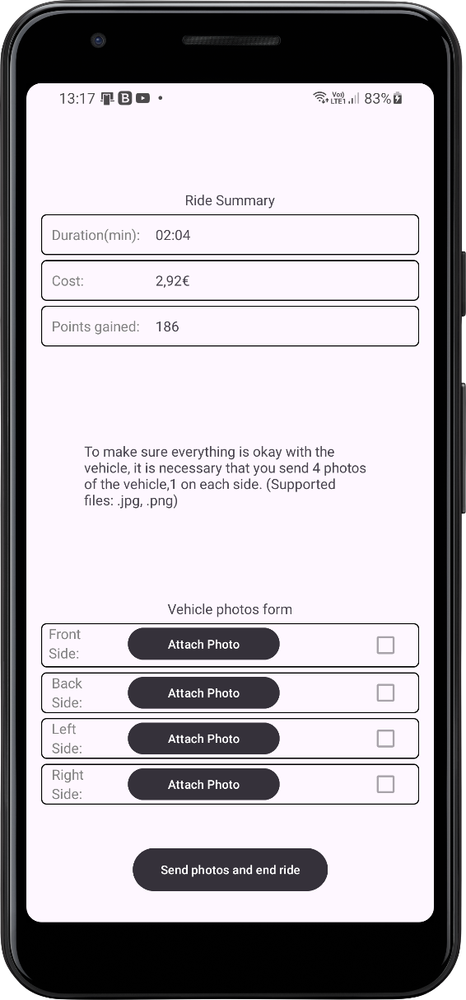 13:17 B VoI) LTE1 83%
Ride Summary
Duration(min): 02:04
Cost: 2,92€
Points gained: 186
To make sure everything is okay with the
vehicle, it is necessary that you send 4 photos
of the vehicle,1 on each side. (Supported
files: .jpg, .png)
Vehicle photos form
Front
Side:
Attach Photo
Back
Side:
Attach Photo
Left
Side:
Attach Photo
Right
Side:
Attach Photo
Send photos and end ride